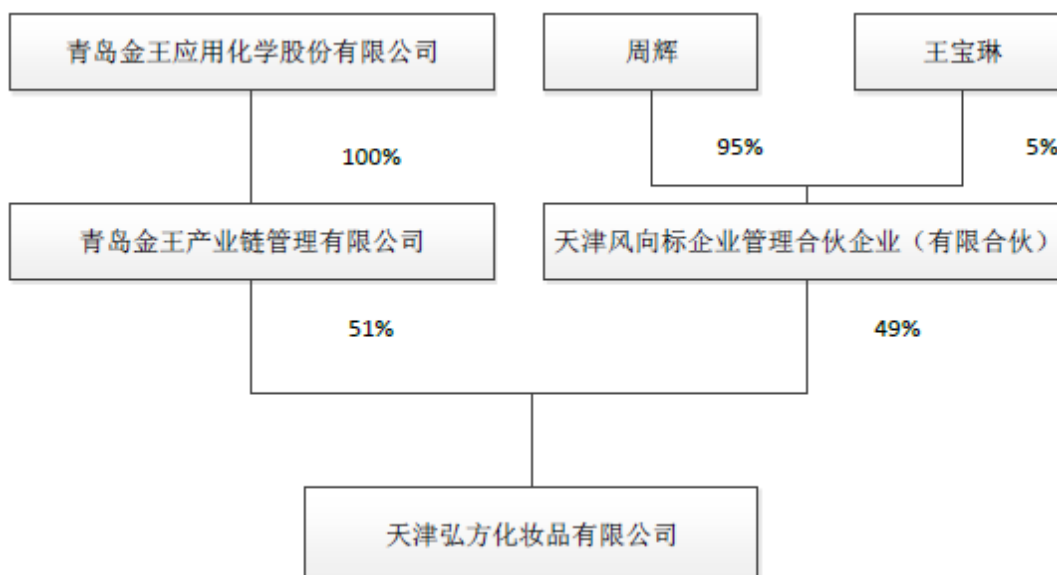 青岛金王应用化学股份有限公司
周辉
王宝琳
100%
95%
5%
青岛金王产业链管理有限公司
天津风向标企业管理合伙企业（有限合伙）
51%
49%
天津弘方化妆品有限公司